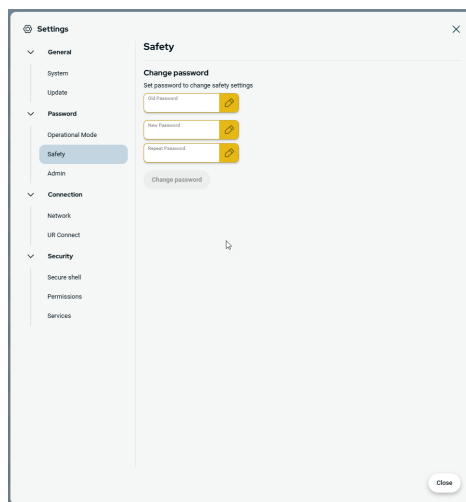 Settings
General
System
Update
Password
Operational Mode
Safety
Admin
Connection
Network
UR Connect
Security
Secure shell
Permissions
Services
Safety
Change password
Set password to change safety settings
Old Password
New Password
Repeat Password
Change password
Close